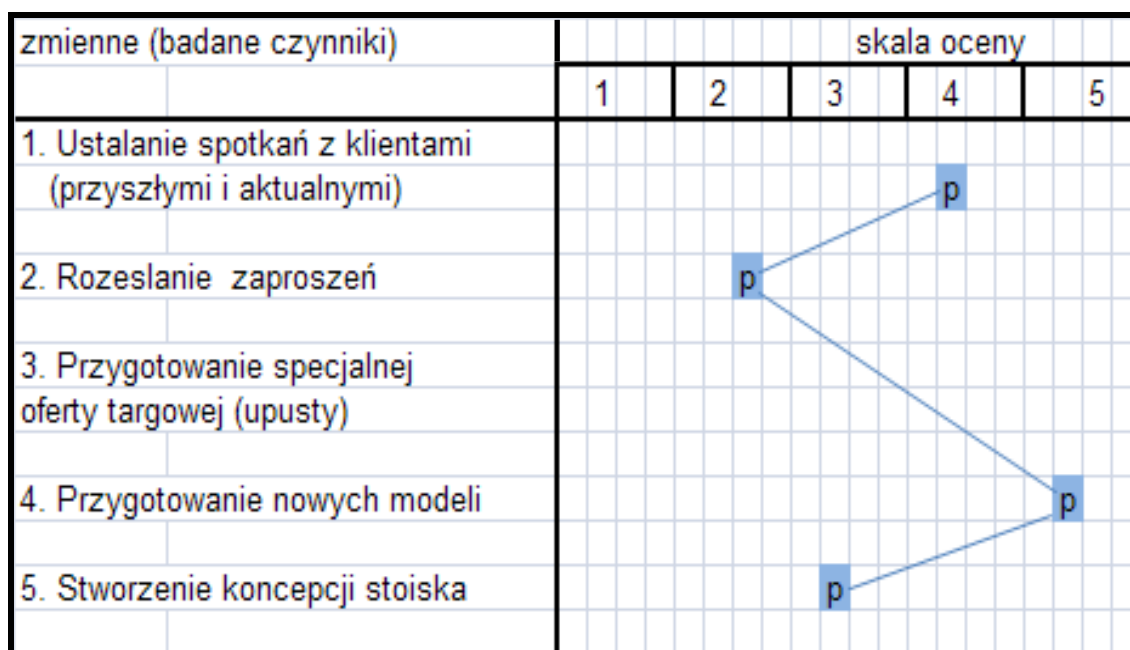 zmienne (badane czynniki) skala oceny
1 2 3 4 5
1. Ustalanie spotkań z klientami
(przyszłymi i aktualnymi) p
2. Rozeslanie zaproszeń p
3. Przygotowanie specjalnej
oferty targowej (upusty)
4. Przygotowanie nowych modeli p
5. Stworzenie koncepcji stoiska p